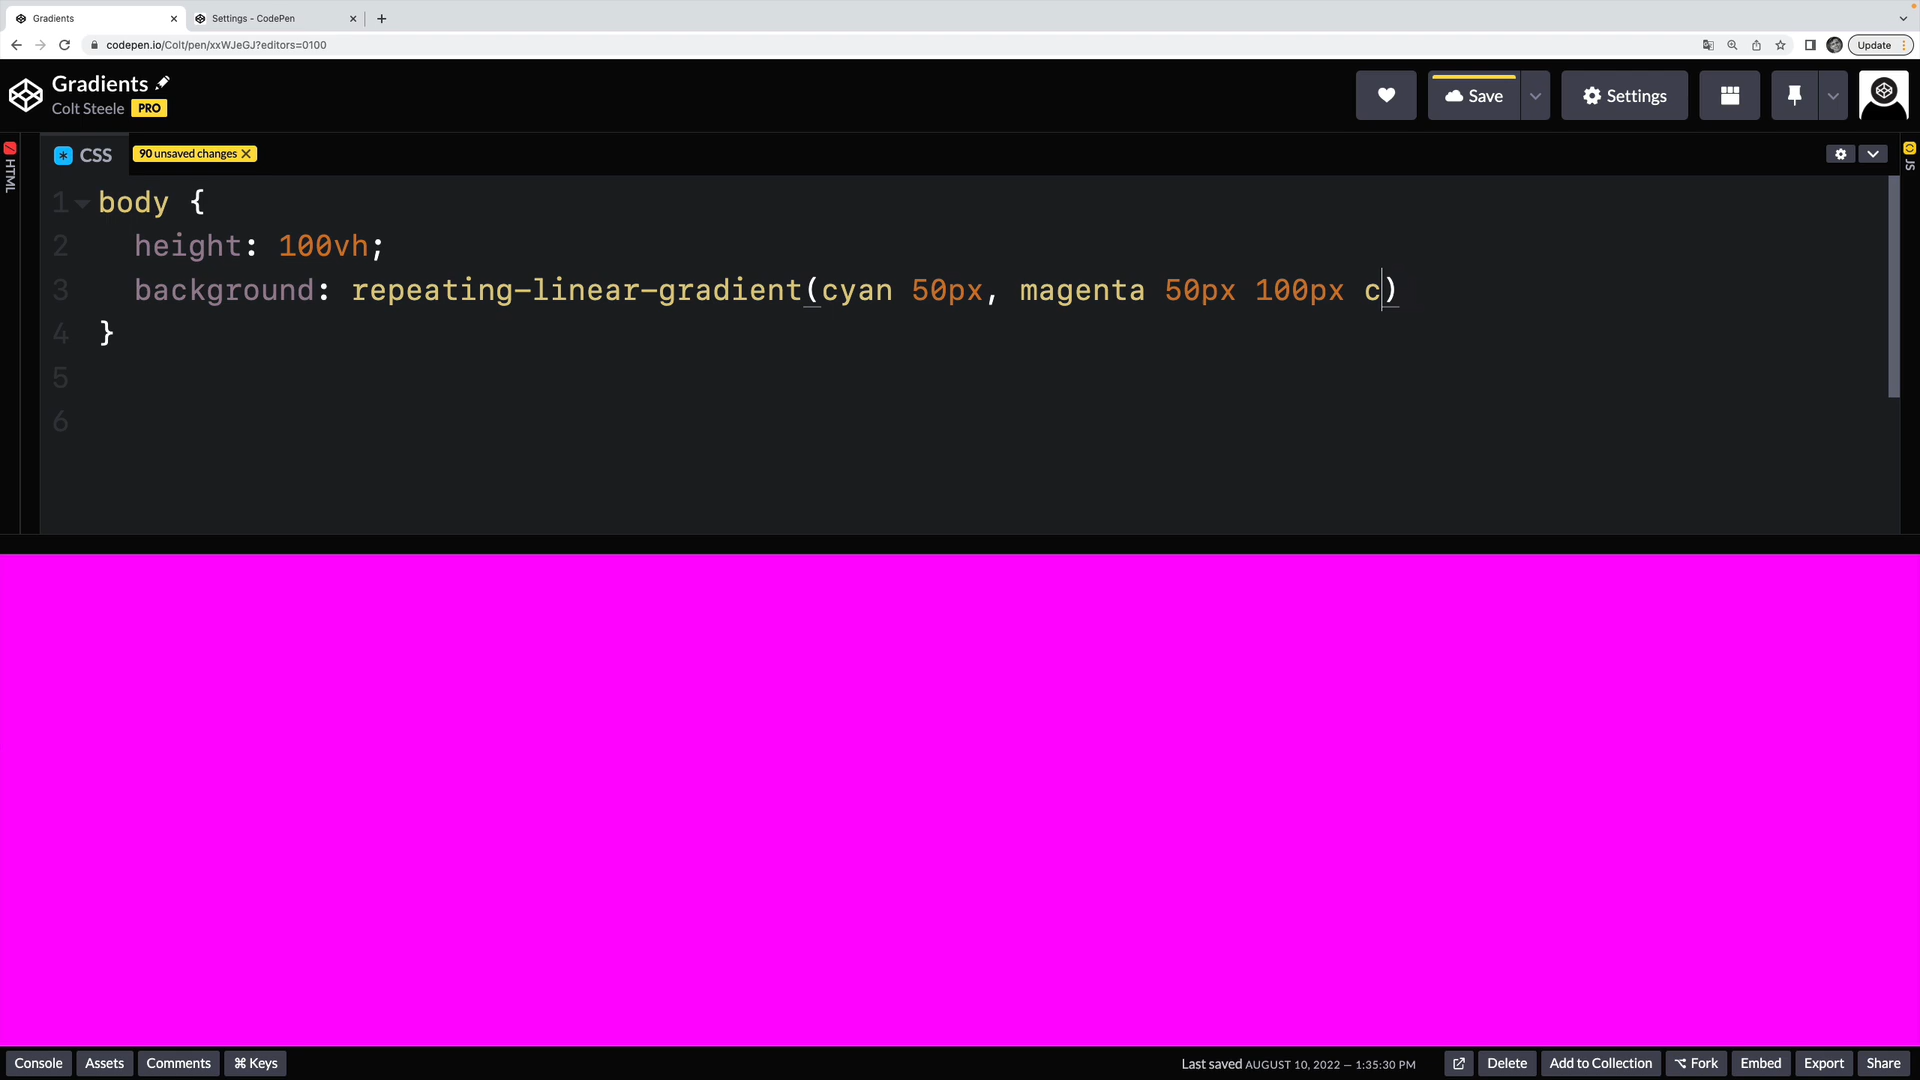 Gradients
Settings - CodePen
codepen.io/Colt/pen/xxWJeGJ?editors=0100
Update
Gradients
Colt Steele PRO
Save
Settings
HTML
CSS
90 unsaved changes
JS
1 body {
2 height: 100vh;
3 background: repeating-linear-gradient(cyan 50px, magenta 50px 100px c)
4 }
5
6
Console Assets Comments ⌘ Keys
Last saved AUGUST 10, 2022 — 1:35:30 PM
Delete Add to Collection ⌥ Fork Embed Export Share